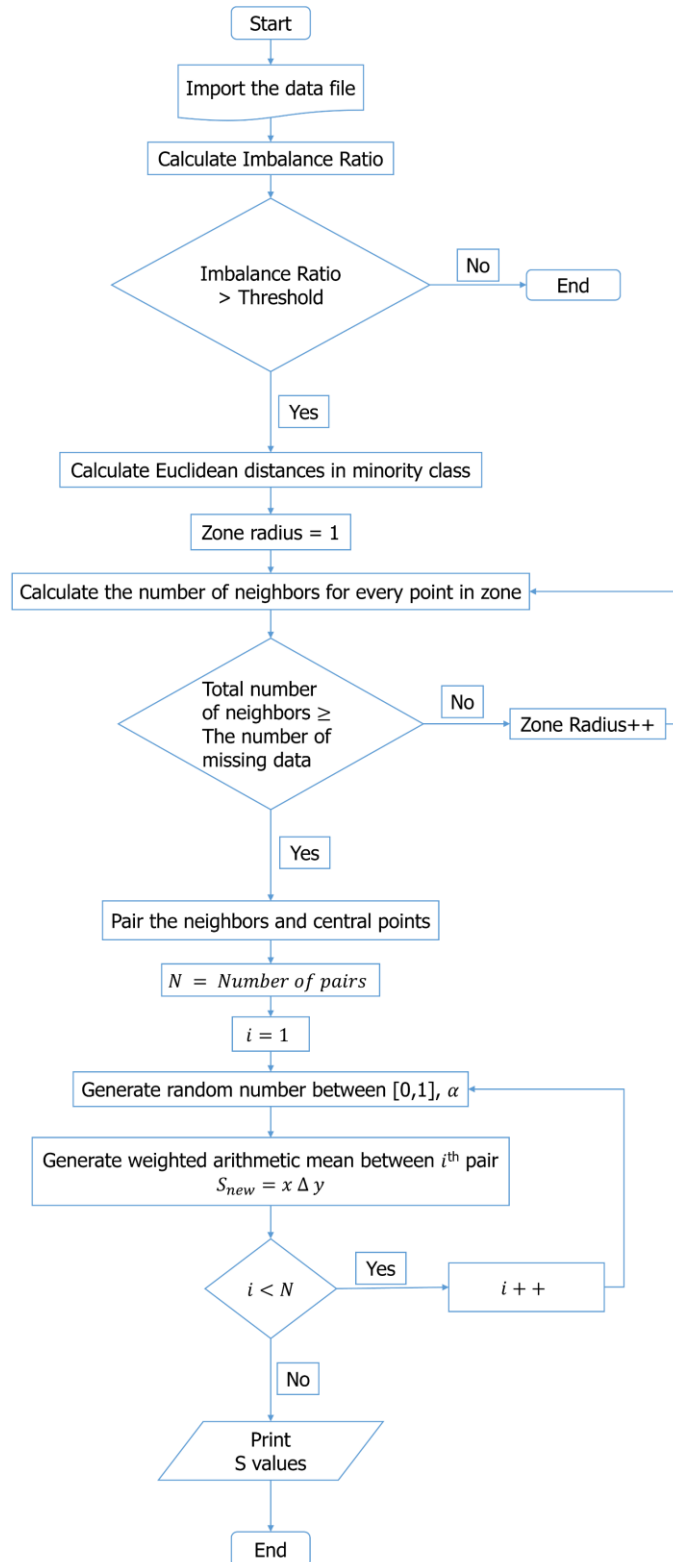 Start
Import the data file
Calculate Imbalance Ratio
Imbalance Ratio
> Threshold
No
End
Yes
Calculate Euclidean distances in minority class
Zone radius = 1
Calculate the number of neighbors for every point in zone
Total number
of neighbors ≥
The number of
missing data
No
Zone Radius++
Yes
Pair the neighbors and central points
N = Number of pairs
i = 1
Generate random number between [0,1], α
Generate weighted arithmetic mean between iᵗʰ pair
S_new = x Δ y
i < N
Yes
i + +
No
Print
S values
End